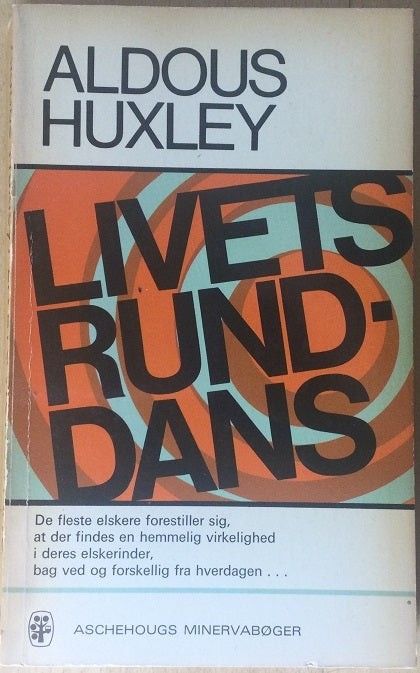 ALDOUS
HUXLEY
LIVETS
RUND-
DANS
De fleste elskere forestiller sig,
at der findes en hemmelig virkelighed
i deres elskerinder,
bag ved og forskellig fra hverdagen . . .
ASCHEHOUGS MINERVABØGER